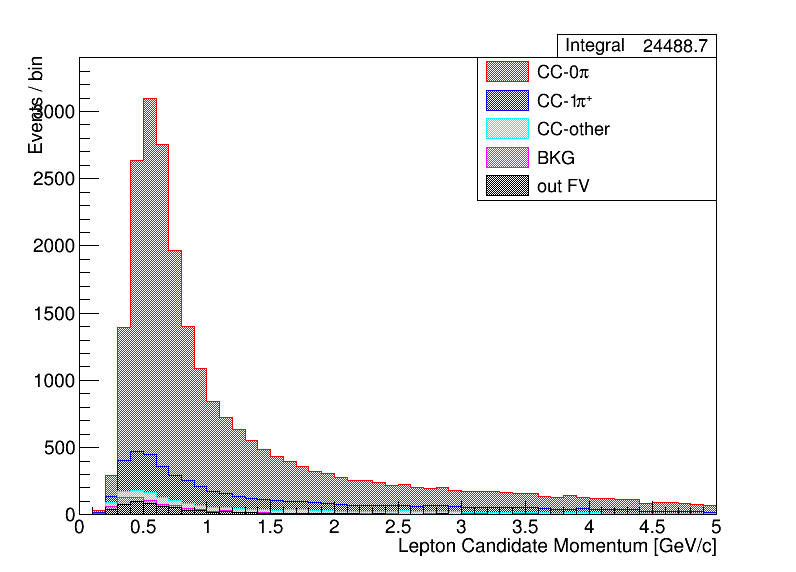 Integral 24488.7
Events / bin
CC-0π
CC-1π⁺
CC-other
BKG
out FV
3000
2500
2000
1500
1000
500
0
0 0.5 1 1.5 2 2.5 3 3.5 4 4.5 5
Lepton Candidate Momentum [GeV/c]